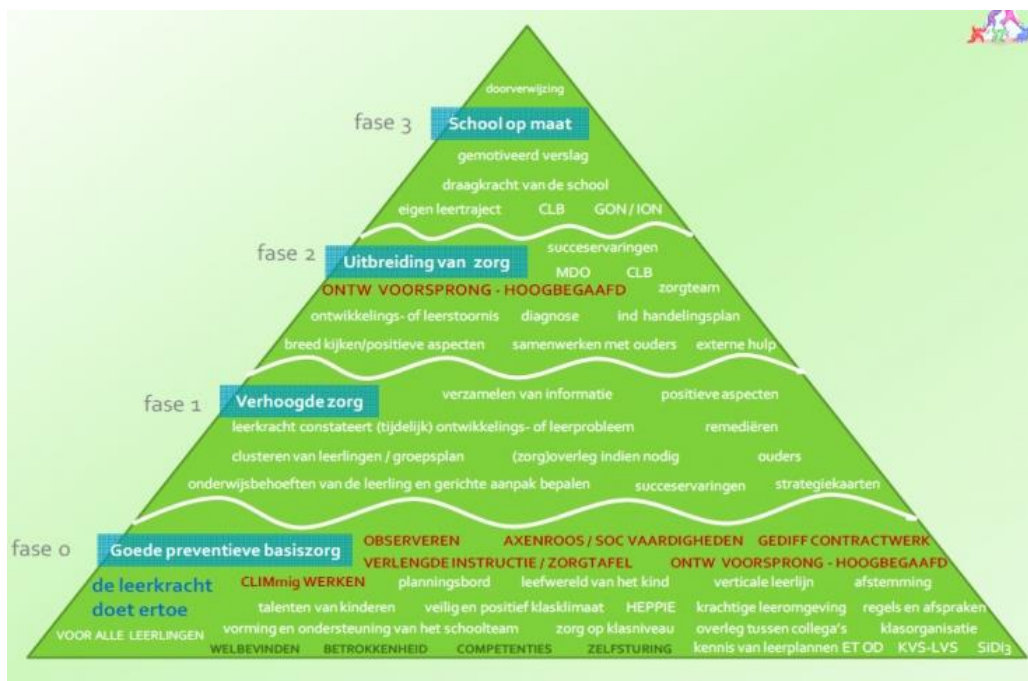 doorverwijzing
fase 3 School op maat
gemotiveerd verslag
draagkracht van de school
eigen leertraject CLB GON / ION
succeservaringen
fase 2 Uitbreiding van zorg
MDO CLB
ONTW VOORSPRONG - HOOGBEGAAFD zorgteam
ontwikkelings- of leerstoornis diagnose ind handelingsplan
breed kijken/positieve aspecten samenwerken met ouders externe hulp
fase 1 Verhoogde zorg verzamelen van informatie positieve aspecten
leerkracht constateert (tijdelijk) ontwikkelings- of leerprobleem remediëren
clusteren van leerlingen / groepsplan (zorg)overleg indien nodig ouders
onderwijsbehoeften van de leerling en gerichte aanpak bepalen succeservaringen strategiekaarten
fase 0 Goede preventieve basiszorg OBSERVEREN AXENROOS / SOC VAARDIGHEDEN GEDIFF CONTRACTWERK
VERLENGDE INSTRUCTIE / ZORGTAFEL ONTW VOORSPRONG - HOOGBEGAAFD
de leerkracht CLIMmig WERKEN planningsbord leefwereld van het kind verticale leerlijn afstemming
doet ertoe talenten van kinderen veilig en positief klasklimaat HEPPIE krachtige leeromgeving regels en afspraken
VOOR ALLE LEERLINGEN vorming en ondersteuning van het schoolteam zorg op klasniveau overleg tussen collega's klasorganisatie
WELBEVINDEN BETROKKENHEID COMPETENTIES ZELFSTURING kennis van leerplannen ET OD KVS-LVS SiDi3